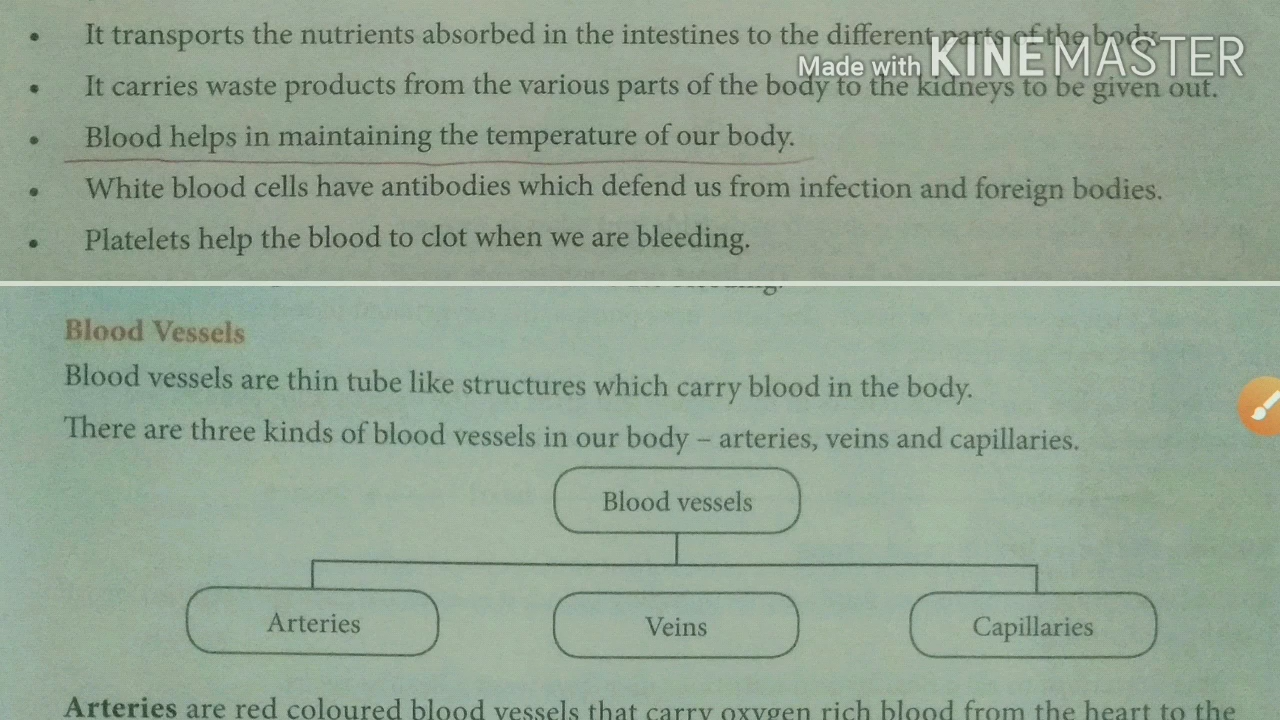 • It transports the nutrients absorbed in the intestines to the different parts of the body.
Made with KINEMASTER
• It carries waste products from the various parts of the body to the kidneys to be given out.
• Blood helps in maintaining the temperature of our body.
• White blood cells have antibodies which defend us from infection and foreign bodies.
• Platelets help the blood to clot when we are bleeding.
Blood Vessels
Blood vessels are thin tube like structures which carry blood in the body.
There are three kinds of blood vessels in our body – arteries, veins and capillaries.
Blood vessels
Arteries
Veins
Capillaries
Arteries are red coloured blood vessels that carry oxygen rich blood from the heart to the